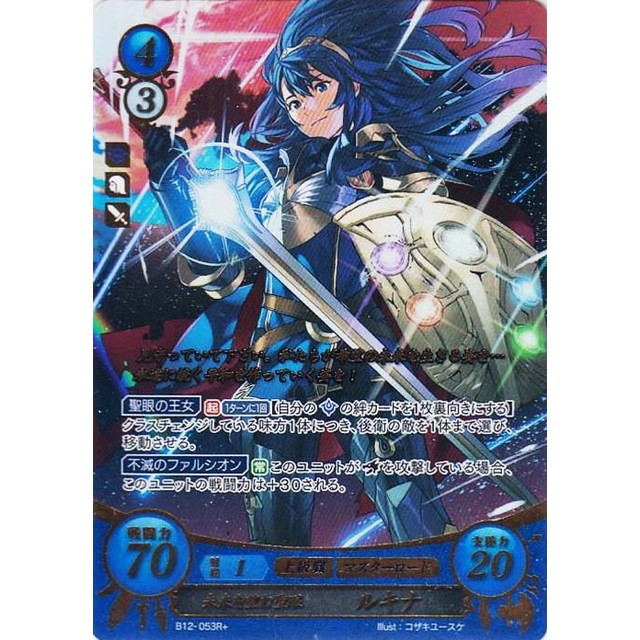 4
3
聖眼の王女 起 1ターンに1回 【自分の の絆カードを1枚裏向きにする】
クラスチェンジしている味方1体につき、後衛の敵を1体まで選び、
移動させる。
不滅のファルシオン 常 このユニットが を攻撃している場合、
このユニットの戦闘力は+30される。
戦闘力
70
射程 1
上級職
マスターロード
支援力
20
ルキナ
B12-053R+
Illust:コザキユースケ